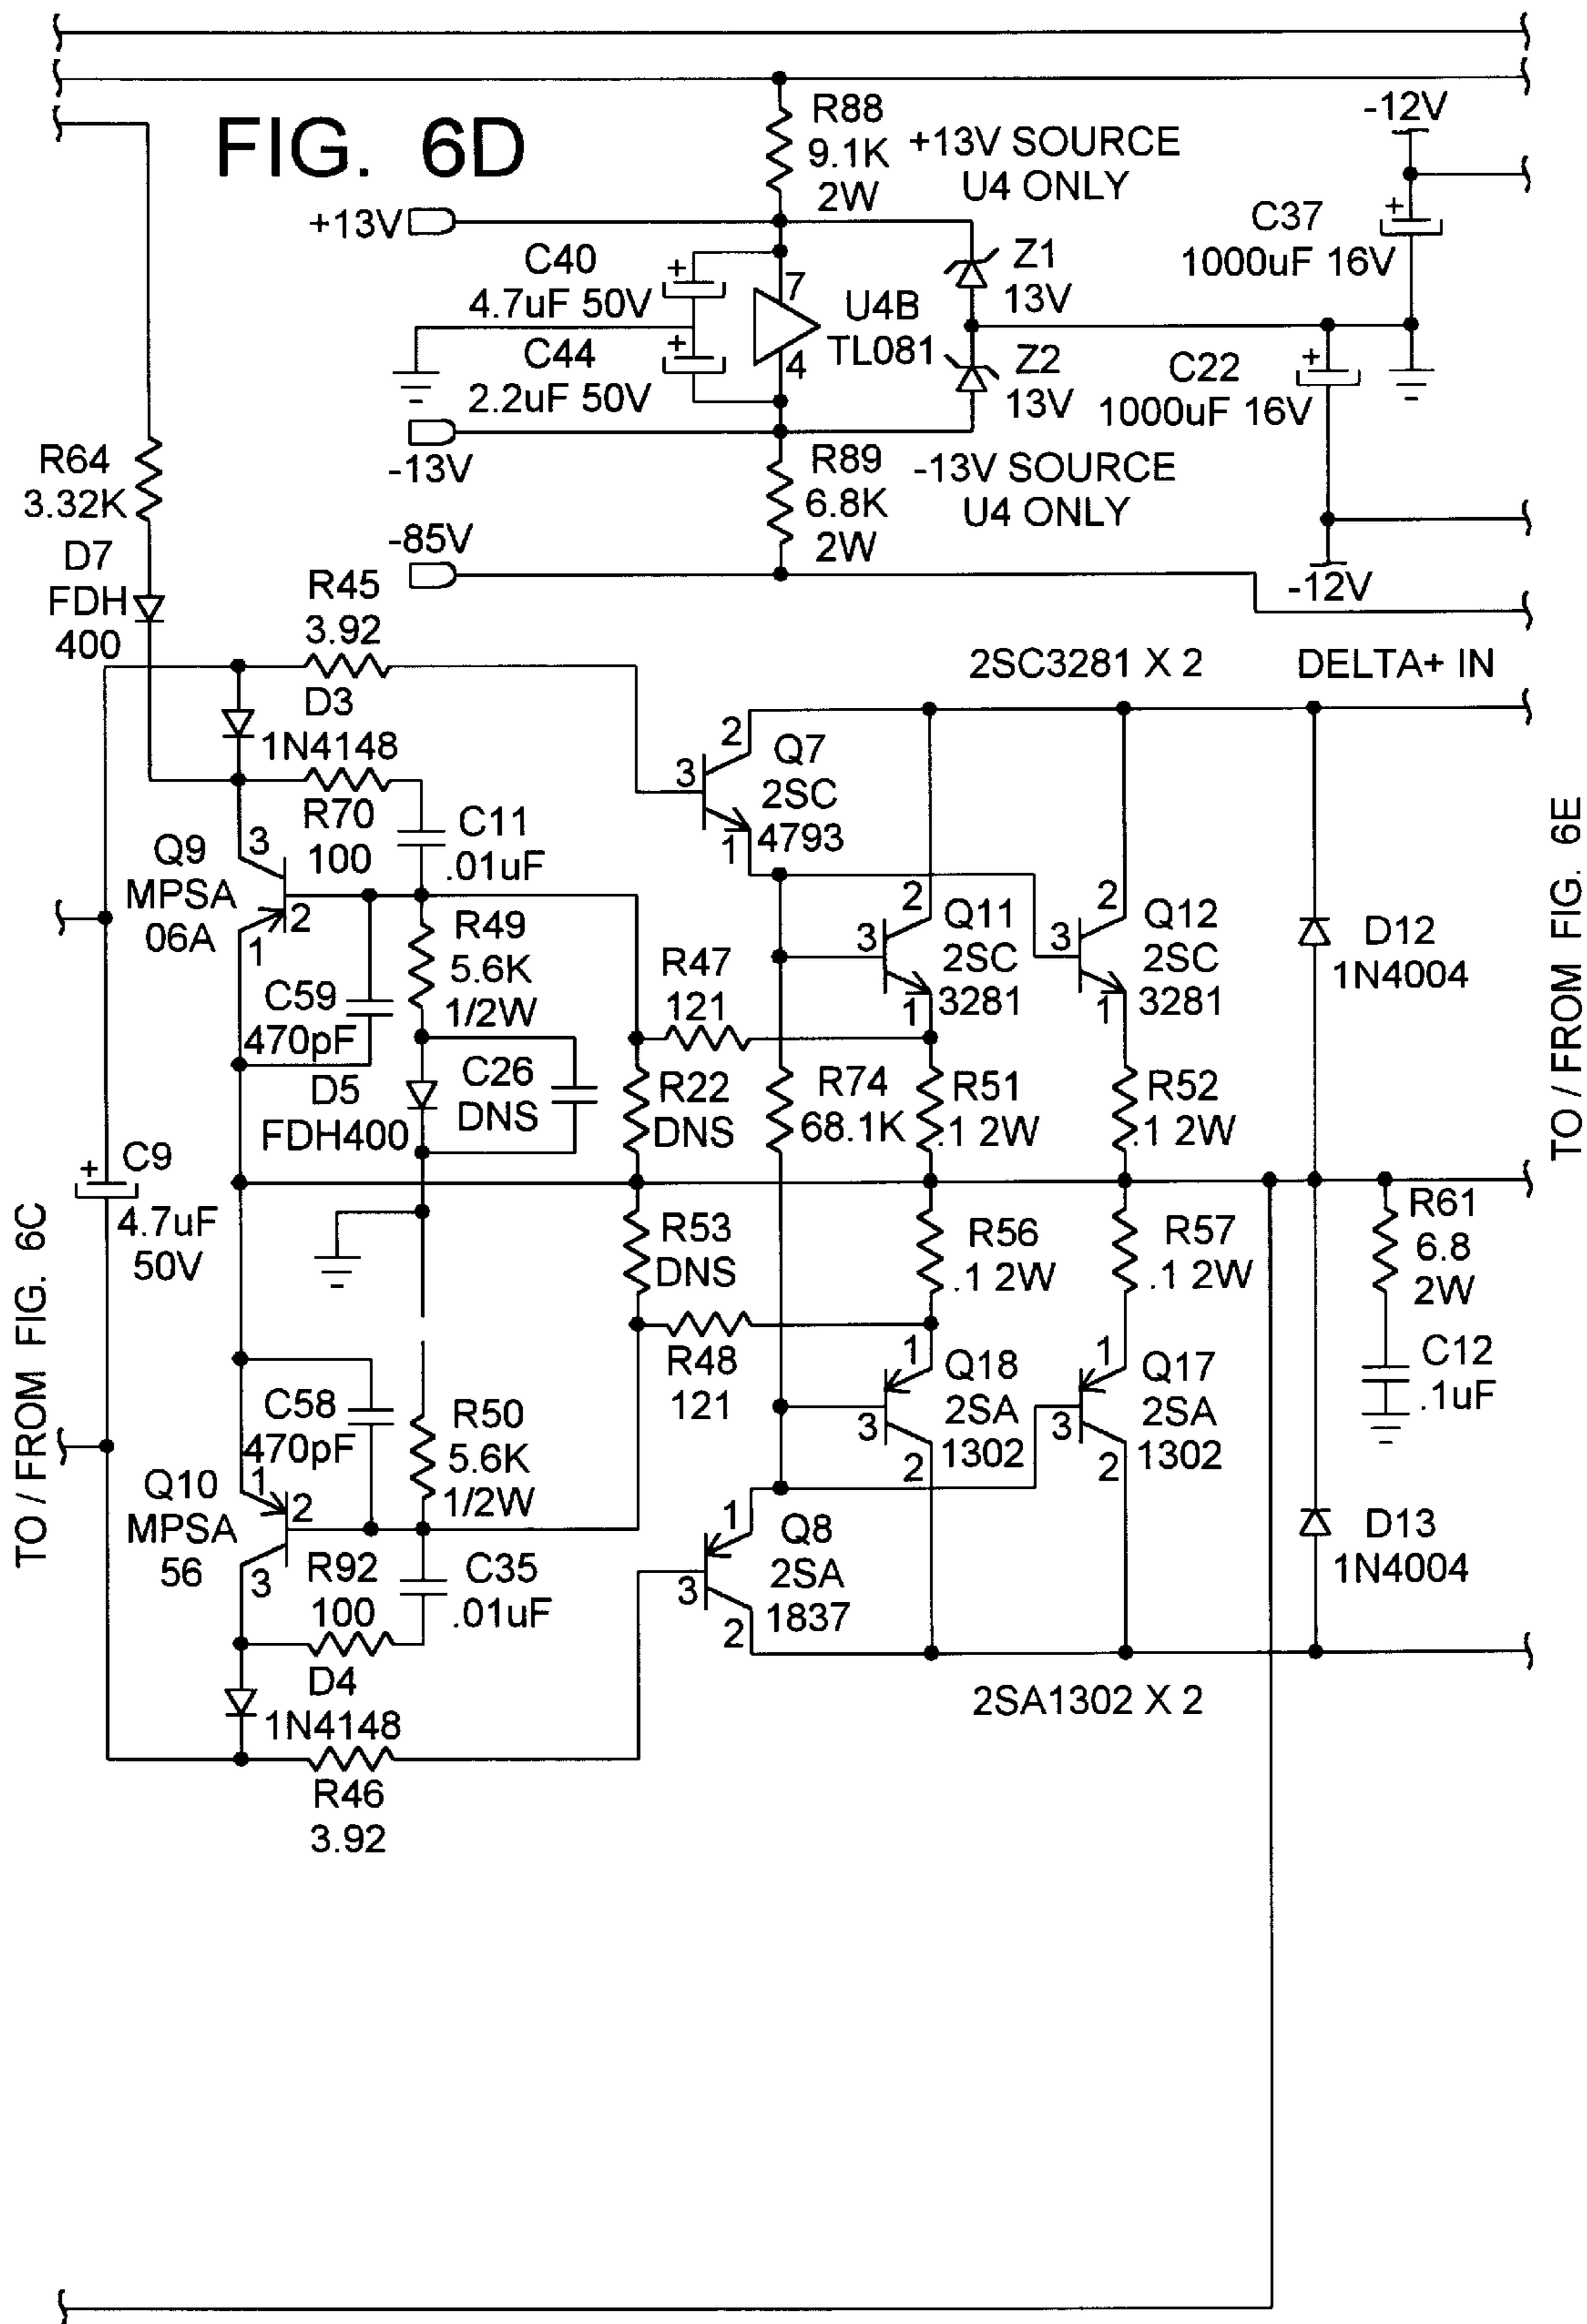 FIG. 6D
R88
9.1K
2W
+13V SOURCE
U4 ONLY
-12V
+13V
C40
4.7uF 50V
+
7
U4B
TL081
4
Z1
13V
C37
1000uF 16V
+
C44
2.2uF 50V
+
Z2
13V
C22
1000uF 16V
+
-13V
R89
6.8K
2W
-13V SOURCE
U4 ONLY
-85V
-12V
R64
3.32K
D7
FDH
400
R45
3.92
2SC3281 X 2
DELTA+ IN
D3
1N4148
R70
100
C11
.01uF
2
3
1
Q7
2SC
4793
Q9
MPSA
06A
3
2
1
R49
5.6K
1/2W
C59
470pF
R47
121
2
3
1
Q11
2SC
3281
2
3
1
Q12
2SC
3281
D12
1N4004
D5
FDH400
C26
DNS
R22
DNS
R74
68.1K
R51
.1 2W
R52
.1 2W
TO / FROM FIG. 6E
+
C9
4.7uF
50V
R53
DNS
R56
.1 2W
R57
.1 2W
R61
6.8
2W
TO / FROM FIG. 6C
R48
121
1
3
2
Q18
2SA
1302
1
3
2
Q17
2SA
1302
C12
.1uF
C58
470pF
R50
5.6K
1/2W
Q10
MPSA
56
1
2
3
R92
100
C35
.01uF
1
3
2
Q8
2SA
1837
D13
1N4004
D4
1N4148
2SA1302 X 2
R46
3.92